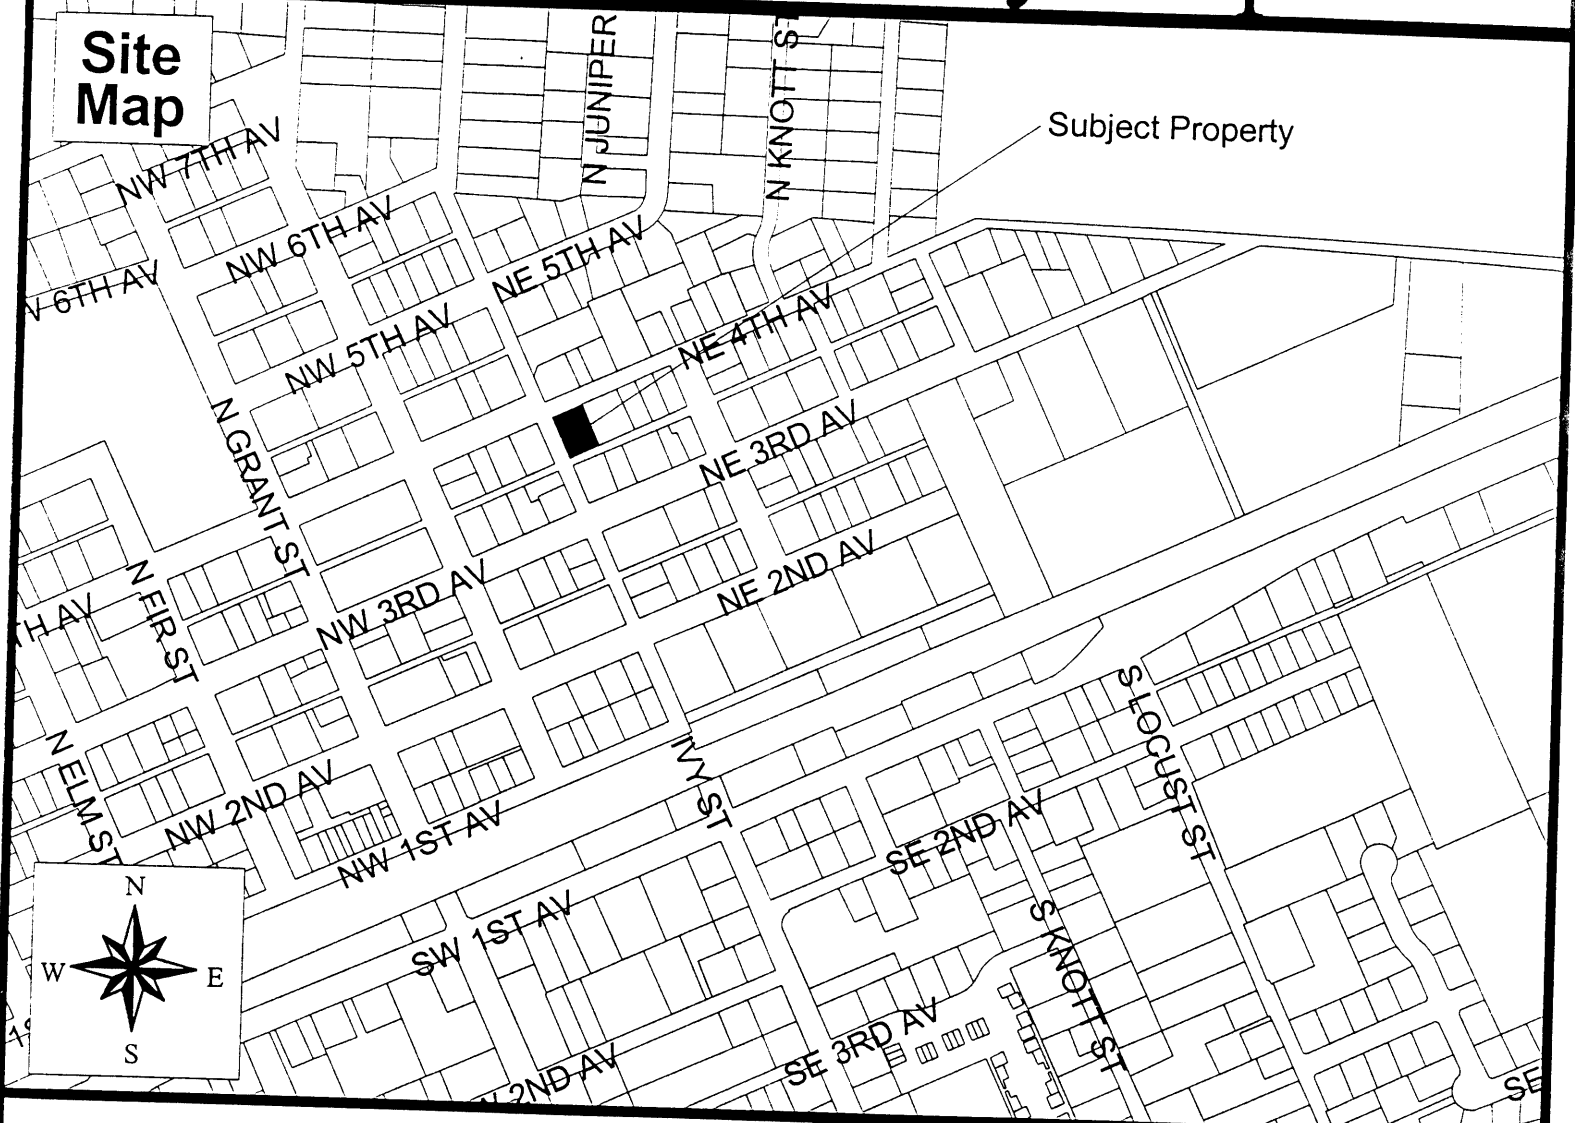 Site
Map
N JUNIPER
N KNOTT ST
Subject Property
NW 7TH AV
NW 6TH AV
NE 5TH AV
V 6TH AV
NW 5TH AV
NE 4TH AV
N GRANT ST
NE 3RD AV
N FIR ST
NW 3RD AV
NE 2ND AV
TH AV
N ELM ST
NW 2ND AV
IVY ST
S LOCUST ST
NW 1ST AV
SE 2ND AV
SW 1ST AV
S KNOTT ST
SE 3RD AV
2ND AV
SE
N
W
E
S